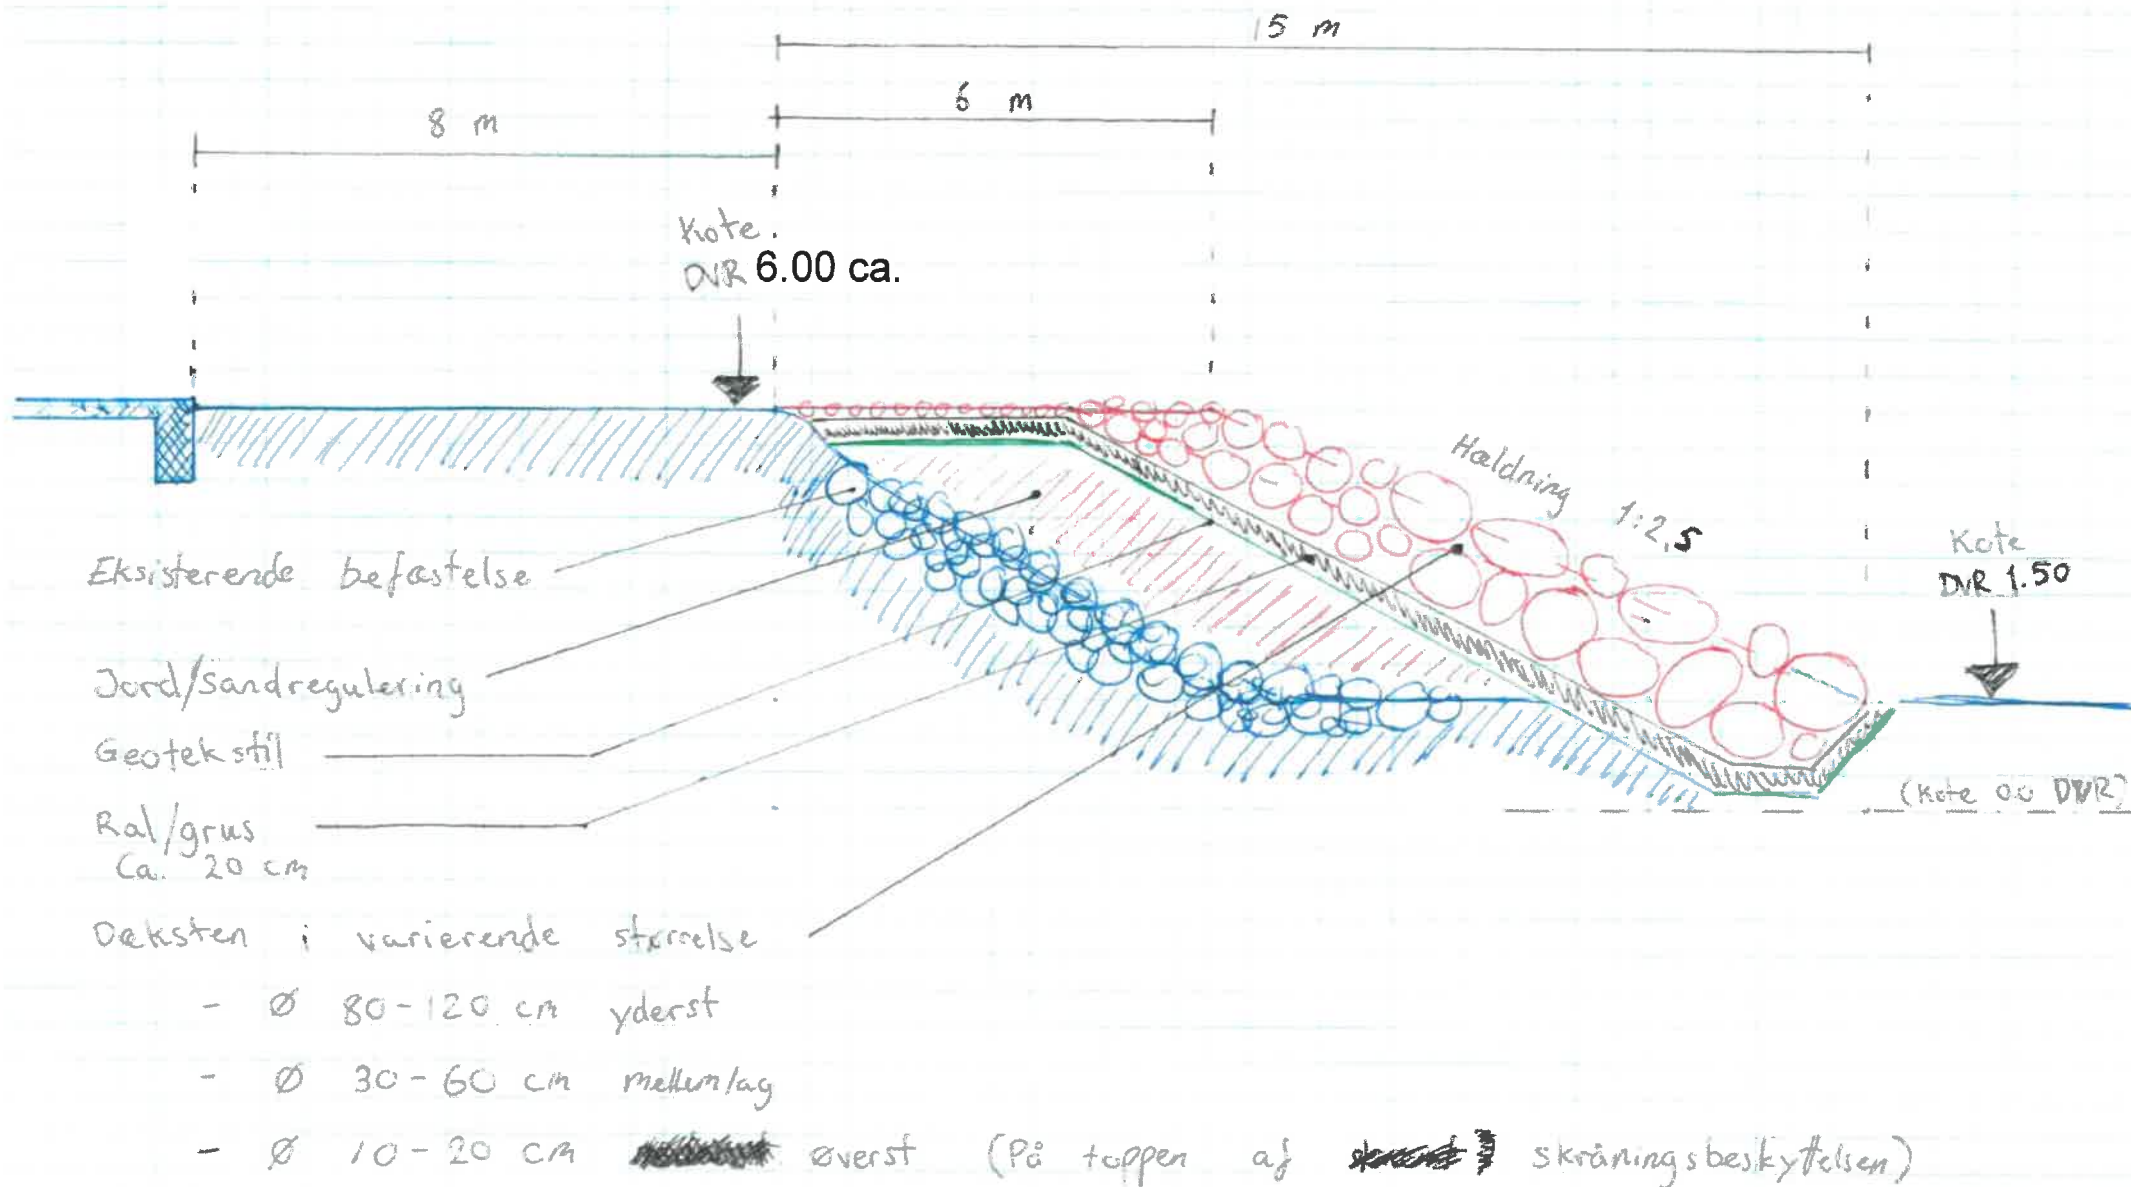 15 m
6 m
8 m
Kote
DVR 6.00 ca.
Hældning 1:2,5
Kote
DVR 1.50
Eksisterende befæstelse
Jord/Sandregulering
Geotekstil
Ral/grus
Ca. 20 cm
(Kote 0.0 DVR)
Dæksten i varierende størrelse
- Ø 80-120 cm yderst
- Ø 30-60 cm mellemlag
- Ø 10-20 cm øverst (På toppen af skråningsbeskyttelsen)